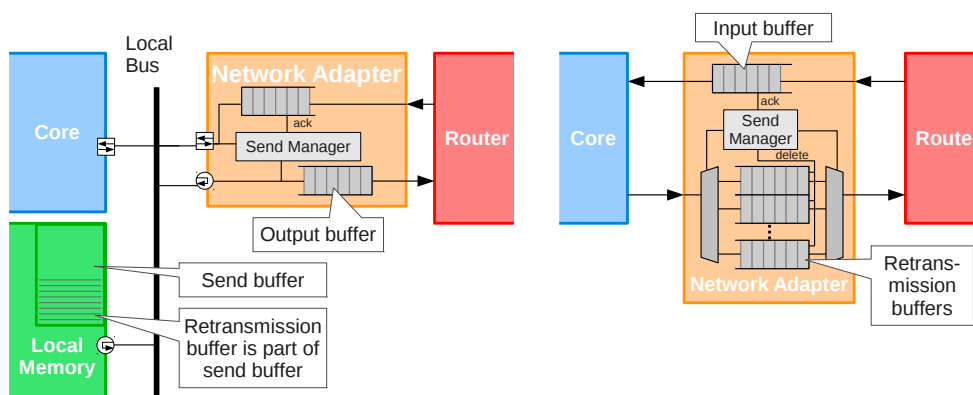 Local
Bus
Network Adapter
Core
ack
Send Manager
Router
Output buffer
Send buffer
Retransmission
buffer is part of
send buffer
Local
Memory
Input buffer
ack
Core
Send
Manager
delete
Route
Retrans-
mission
buffers
Network Adapter